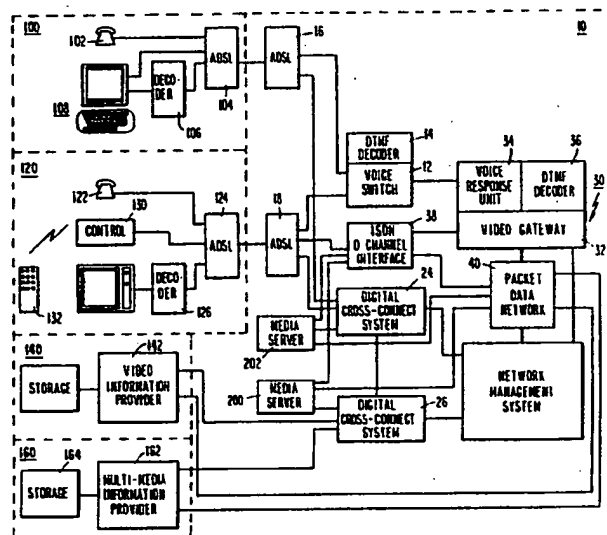 100
102
ADSL
104
DECO-
DER
106
108
16
ADSL
10
14
DTMF DECODER
12
VOICE
SWITCH
34
VOICE
RESPONSE
UNIT
36
DTMF
DECODER
30
VIDEO GATEWAY
32
120
122
130
CONTROL
124
ADSL
132
DECODER
126
18
ADSL
38
ISDN
D CHANNEL
INTERFACE
40
PACKET
DATA
NETWORK
24
DIGITAL
CROSS-CONNECT
SYSTEM
MEDIA
SERVER
202
MEDIA
SERVER
200
26
DIGITAL
CROSS-CONNECT
SYSTEM
NETWORK
MANAGEMENT
SYSTEM
140
STORAGE
142
VIDEO
INFORMATION
PROVIDER
160
164
STORAGE
162
MULTI-MEDIA
INFORMATION
PROVIDER